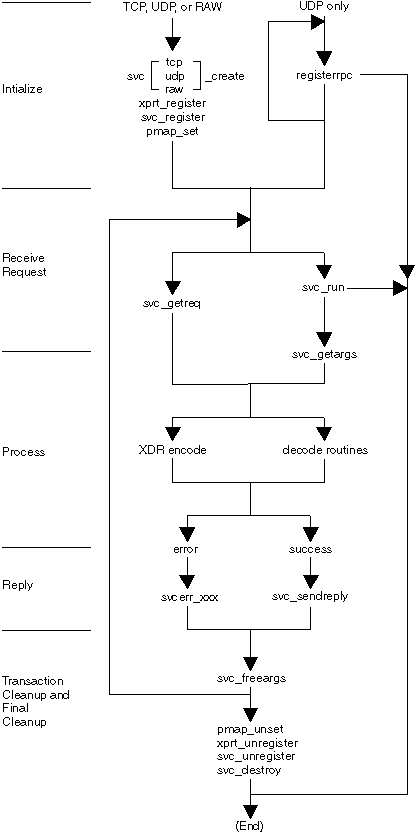 TCP, UDP, or RAW
UDP only
Intialize
svc
tcp
udp
raw
_create
xprt_register
svc_register
pmap_set
registerrpc
Receive
Request
svc_getreq
svc_run
svc_getargs
Process
XDR encode
decode routines
error
success
Reply
svcerr_xxx
svc_sendreply
Transaction
Cleanup and
Final
Cleanup
svc_freeargs
pmap_unset
xprt_unregister
svc_unregister
svc_destroy
(End)